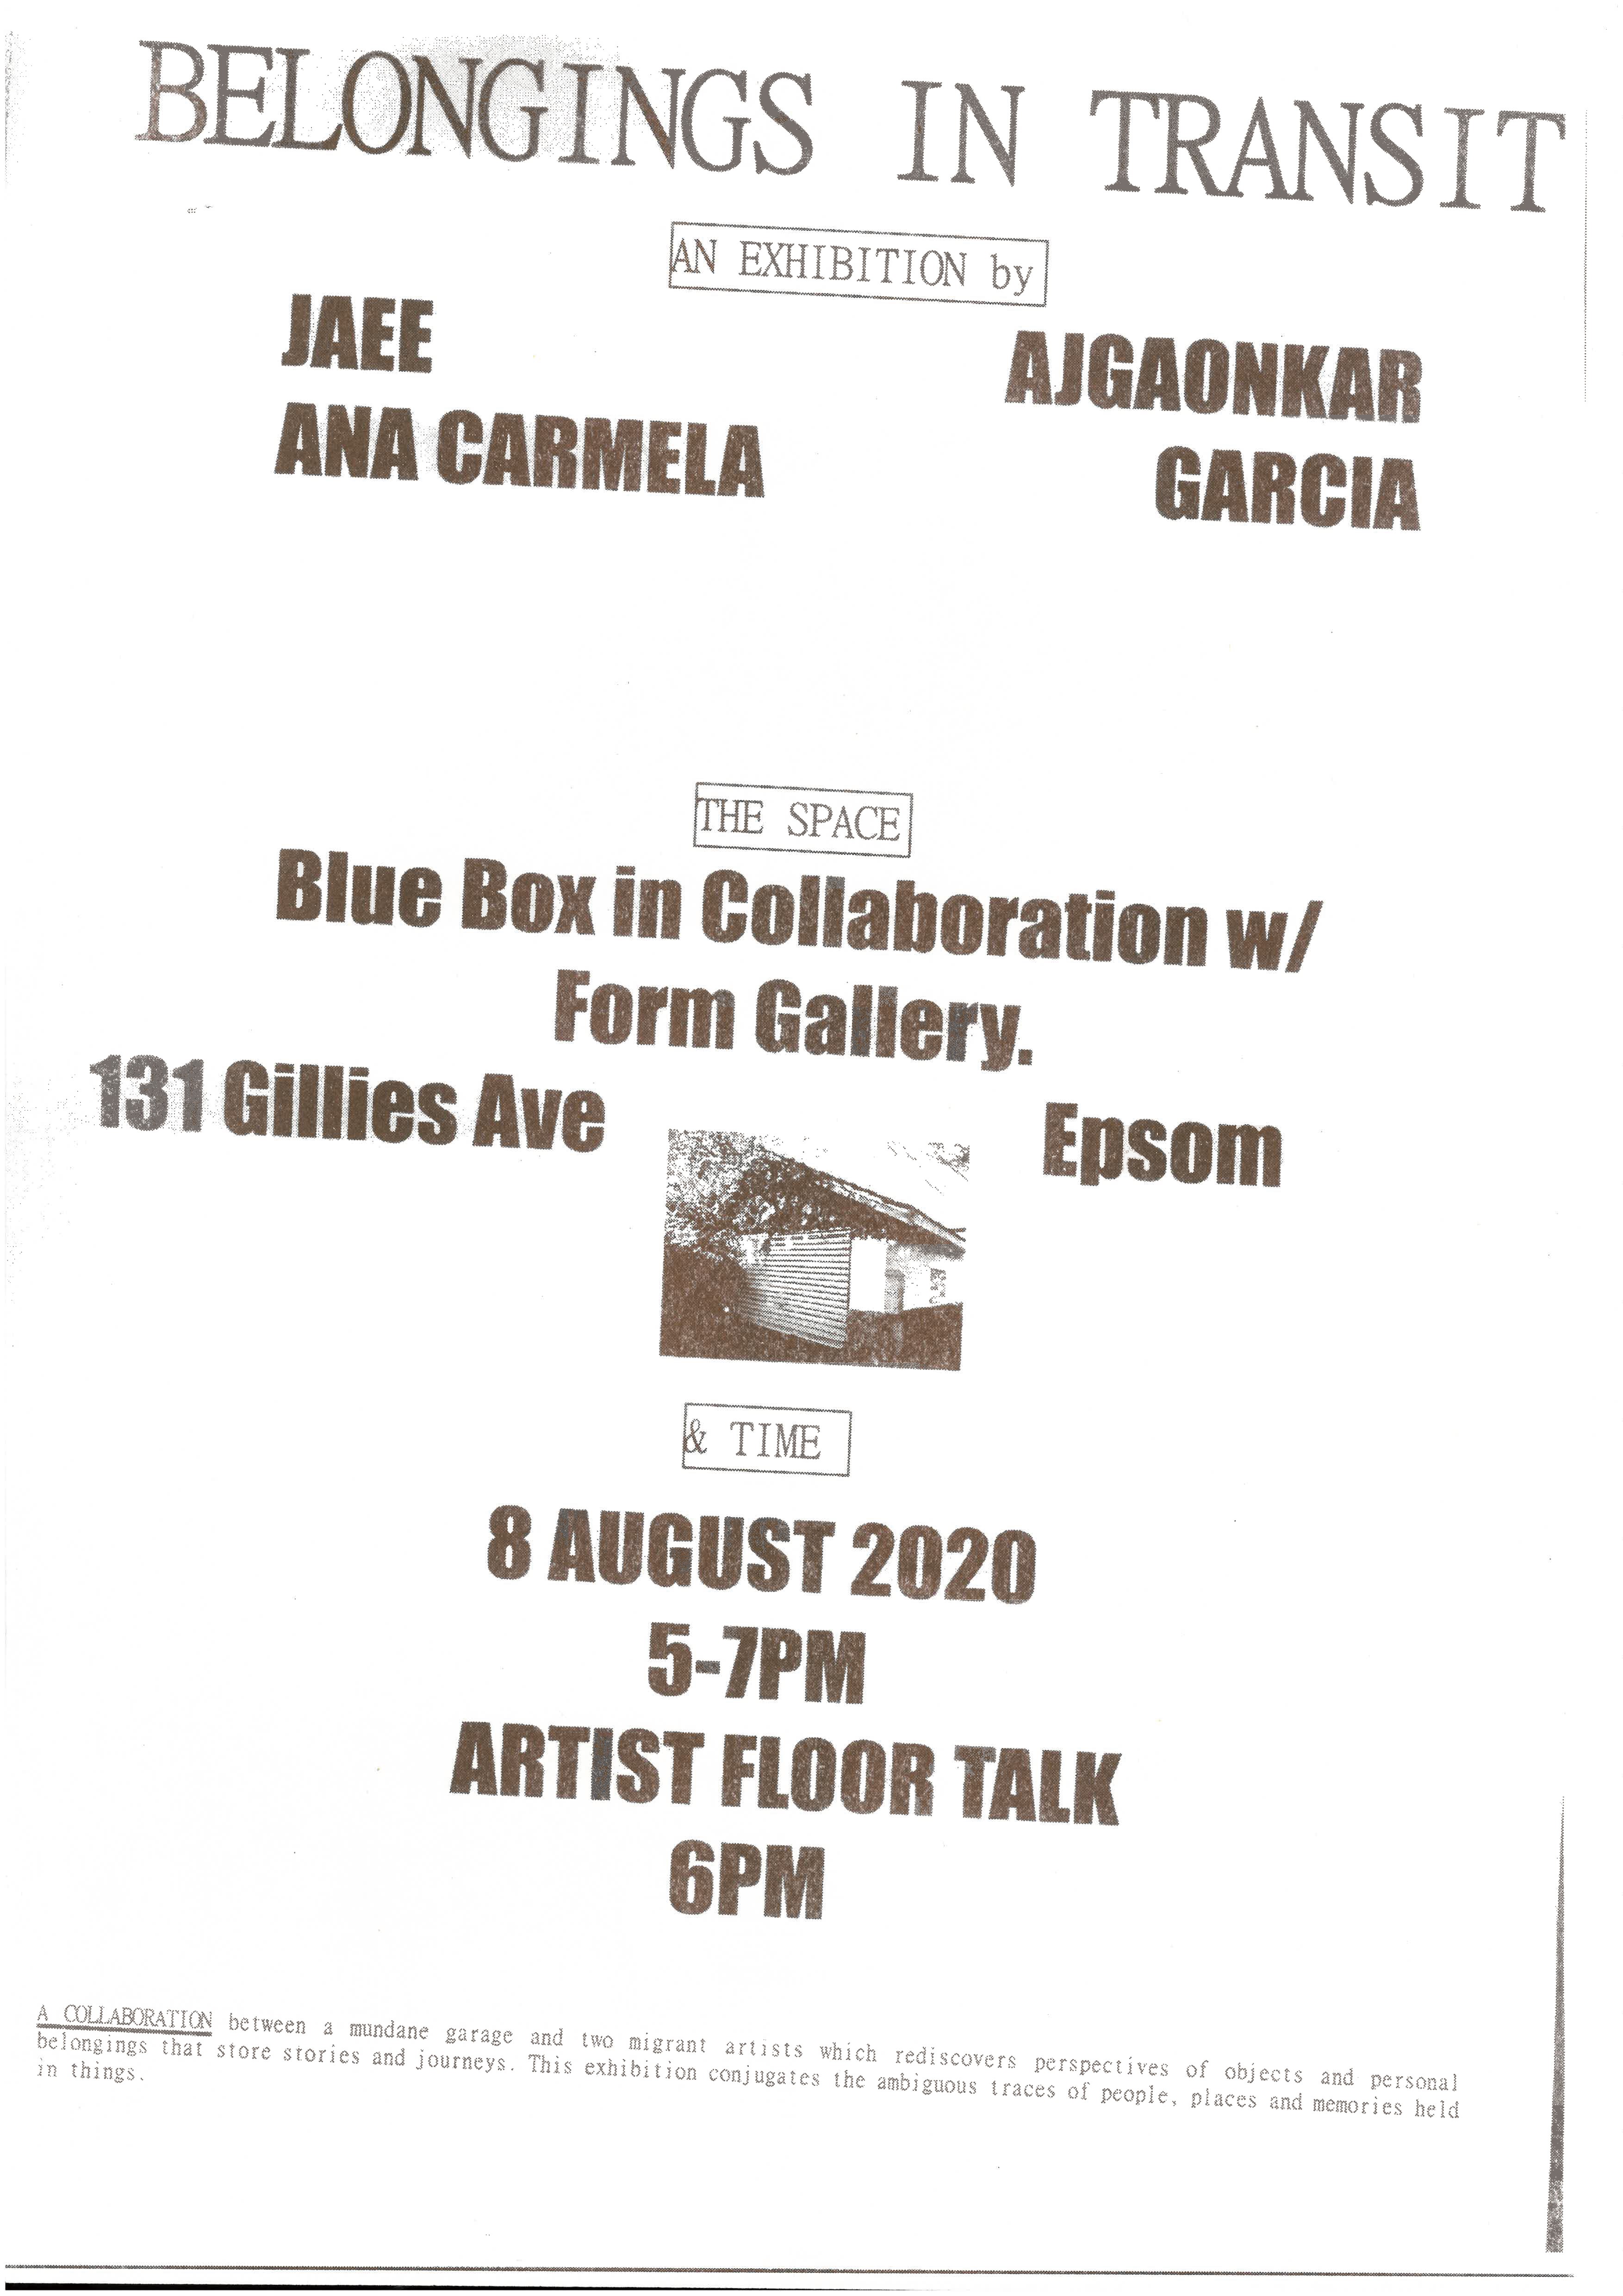 BELONGINGS IN TRANSIT
AN EXHIBITION by
JAEE AJGAONKAR
ANA CARMELA GARCIA
THE SPACE
Blue Box in Collaboration w/
Form Gallery.
131 Gillies Ave Epsom
& TIME
8 AUGUST 2020
5-7PM
ARTIST FLOOR TALK
6PM
A COLLABORATION between a mundane garage and two migrant artists which rediscovers perspectives of objects and personal
belongings that store stories and journeys. This exhibition conjugates the ambiguous traces of people, places and memories held
in things.